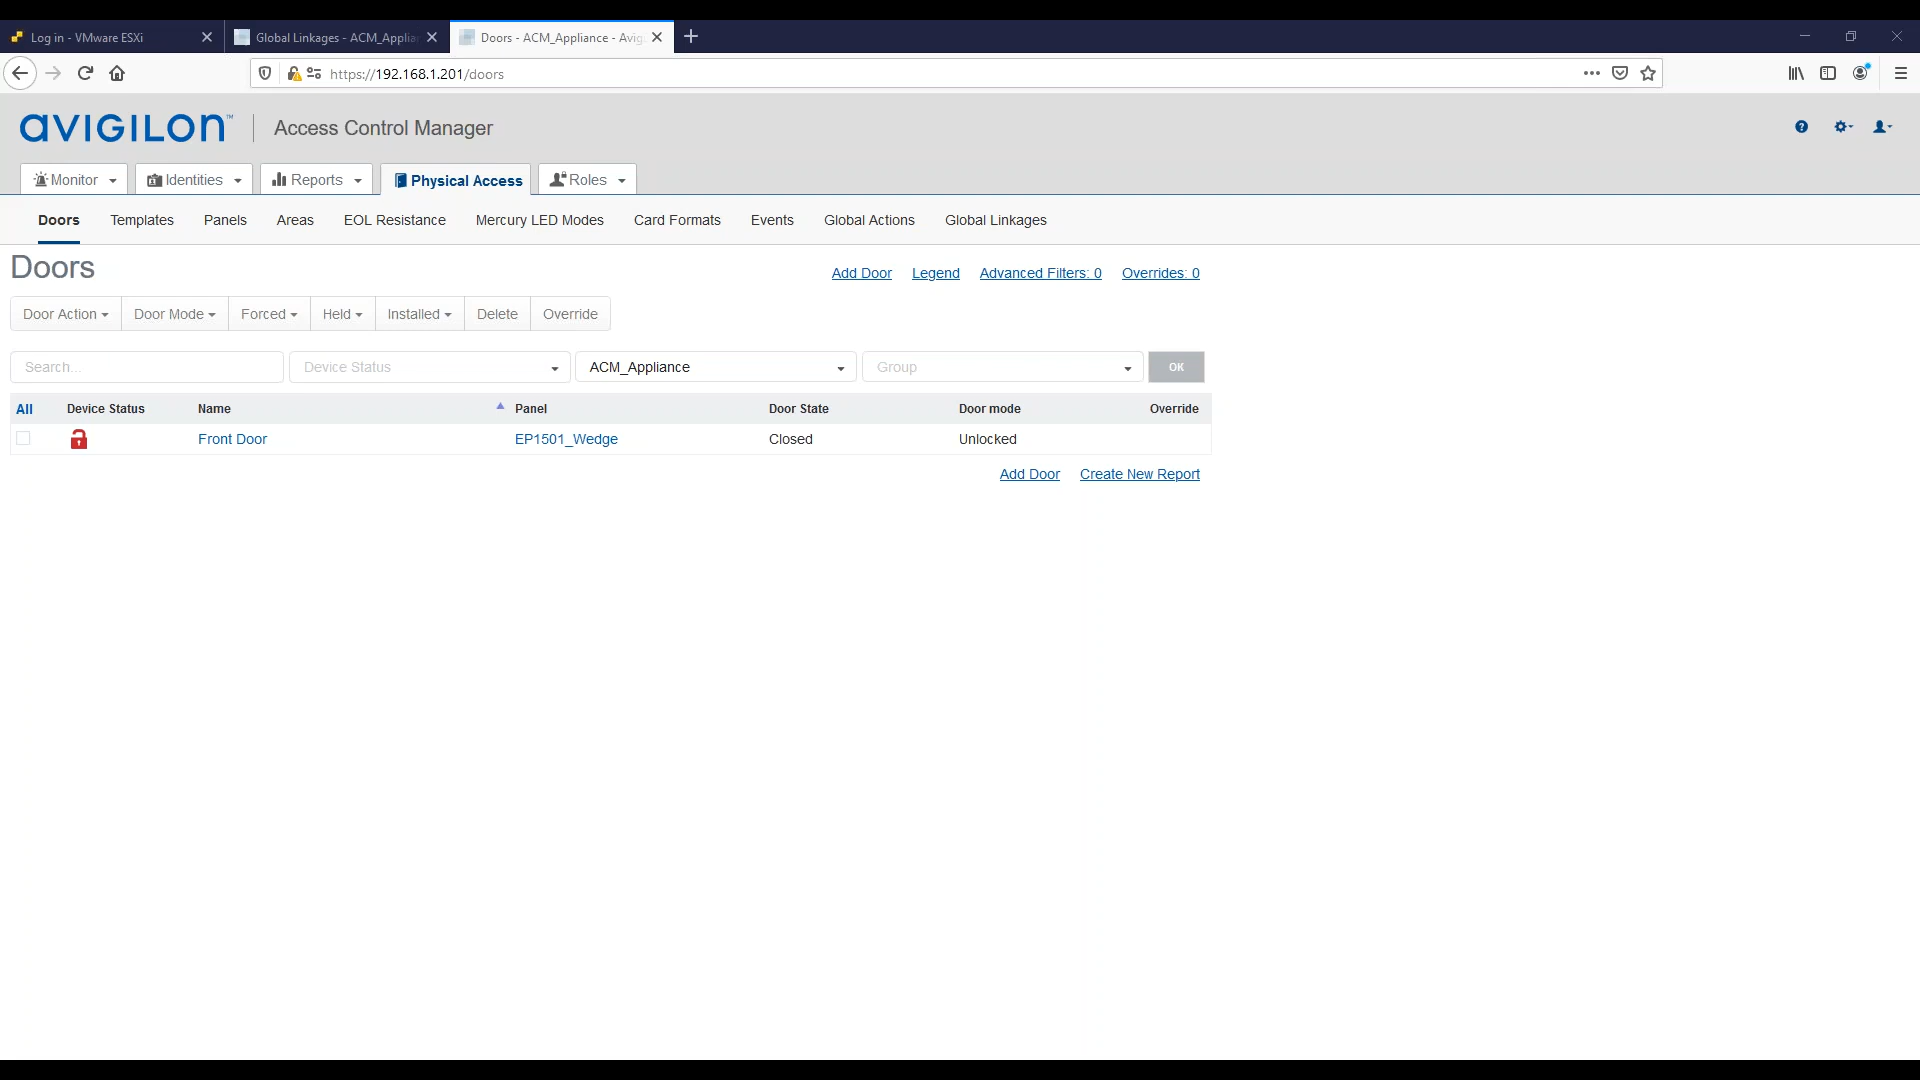 Log in - VMware ESXi
Global Linkages - ACM_Applia
Doors - ACM_Appliance - Avig
https://192.168.1.201/doors
aVIGILON™ Access Control Manager
Monitor Identities Reports Physical Access Roles
Doors Templates Panels Areas EOL Resistance Mercury LED Modes Card Formats Events Global Actions Global Linkages
Doors
Add Door Legend Advanced Filters: 0 Overrides: 0
Door Action Door Mode Forced Held Installed Delete Override
Search... Device Status ACM_Appliance Group OK
All Device Status Name Panel Door State Door mode Override
Front Door EP1501_Wedge Closed Unlocked
Add Door Create New Report